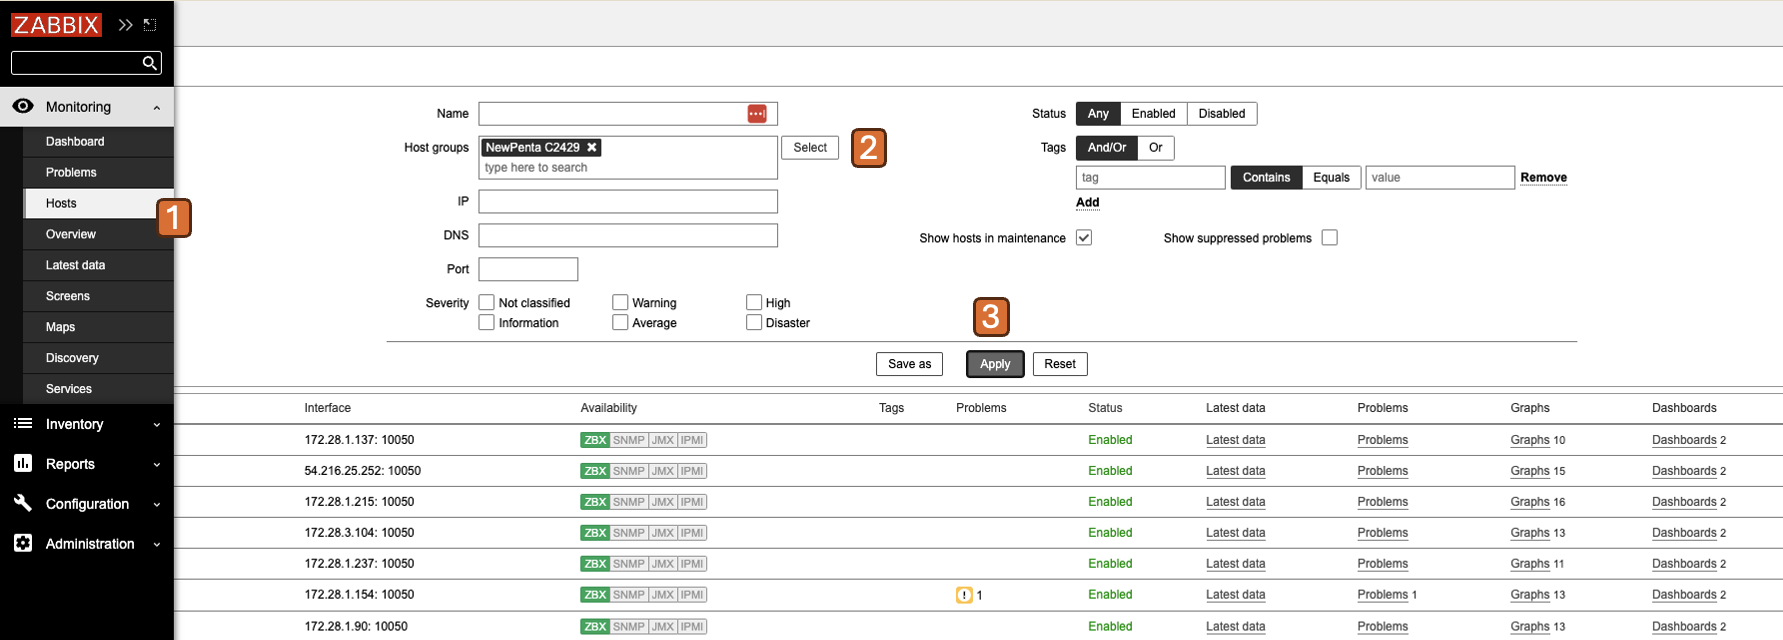 ZABBIX
Monitoring
Dashboard
Problems
Hosts
1
Overview
Latest data
Screens
Maps
Discovery
Services
Inventory
Reports
Configuration
Administration
Name
Host groups NewPenta C2429 Select 2
type here to search
IP
DNS
Port
Severity Not classified Warning High
Information Average Disaster
Status Any Enabled Disabled
Tags And/Or Or
tag Contains Equals value Remove
Add
Show hosts in maintenance Show suppressed problems
3
Save as Apply Reset
Interface Availability Tags Problems Status Latest data Problems Graphs Dashboards
172.28.1.137: 10050 ZBX SNMP JMX IPMI Enabled Latest data Problems Graphs 10 Dashboards 2
54.216.25.252: 10050 ZBX SNMP JMX IPMI Enabled Latest data Problems Graphs 15 Dashboards 2
172.28.1.215: 10050 ZBX SNMP JMX IPMI Enabled Latest data Problems Graphs 16 Dashboards 2
172.28.3.104: 10050 ZBX SNMP JMX IPMI Enabled Latest data Problems Graphs 13 Dashboards 2
172.28.1.237: 10050 ZBX SNMP JMX IPMI Enabled Latest data Problems Graphs 11 Dashboards 2
172.28.1.154: 10050 ZBX SNMP JMX IPMI 1 Enabled Latest data Problems 1 Graphs 13 Dashboards 2
172.28.1.90: 10050 ZBX SNMP JMX IPMI Enabled Latest data Problems Graphs 13 Dashboards 2